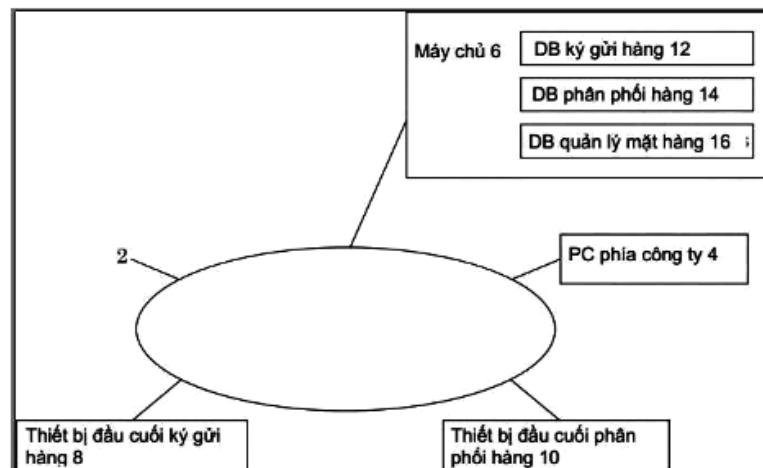 Máy chủ 6
DB ký gửi hàng 12
DB phân phối hàng 14
DB quản lý mặt hàng 16
2
PC phía công ty 4
Thiết bị đầu cuối ký gửi
hàng 8
Thiết bị đầu cuối phân
phối hàng 10